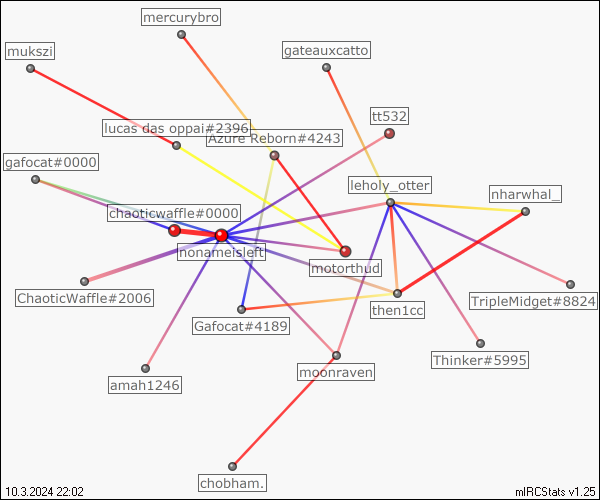 mercurybro
mukszi
gateauxcatto
tt532
lucas das oppai#2396
Azure Reborn#4243
gafocat#0000
leholy_otter
nharwhal_
chaoticwaffle#0000
nonameisleft
motorthud
ChaoticWaffle#2006
then1cc
TripleMidget#8824
Gafocat#4189
Thinker#5995
moonraven
amah1246
chobham.
10.3.2024 22:02
mIRCStats v1.25